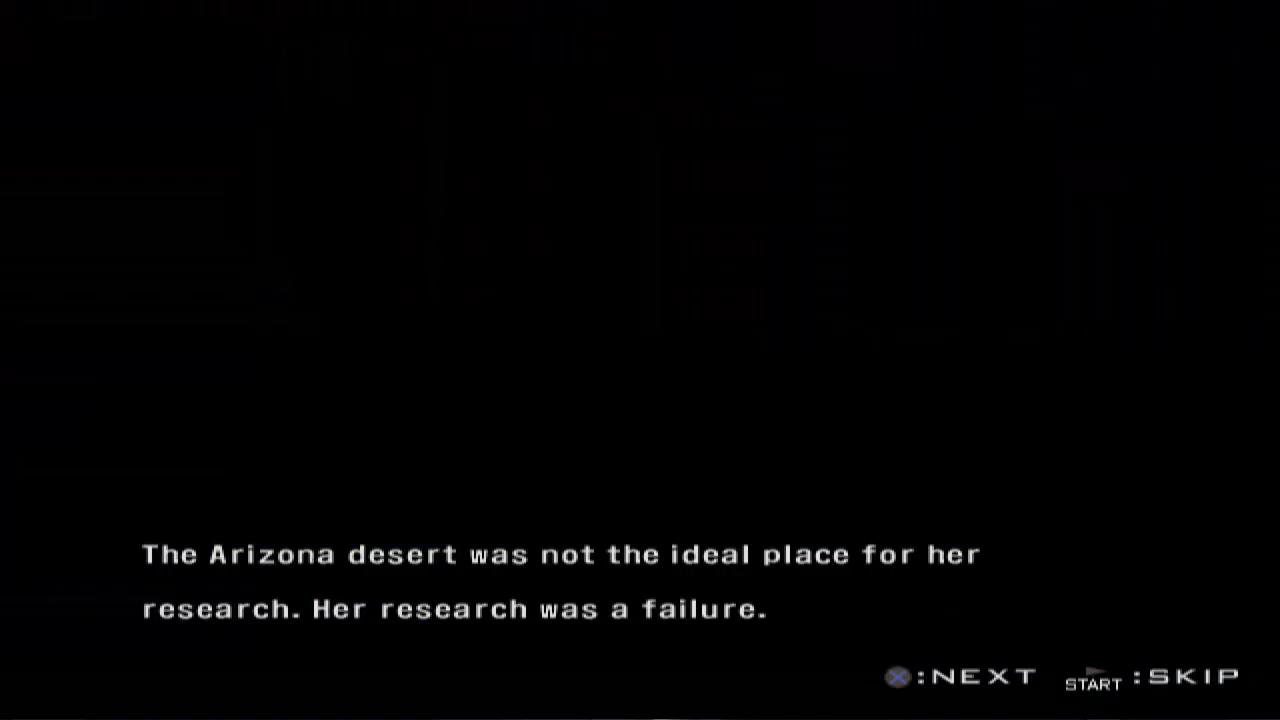 The Arizona desert was not the ideal place for her
research. Her research was a failure.
:NEXT START :SKIP